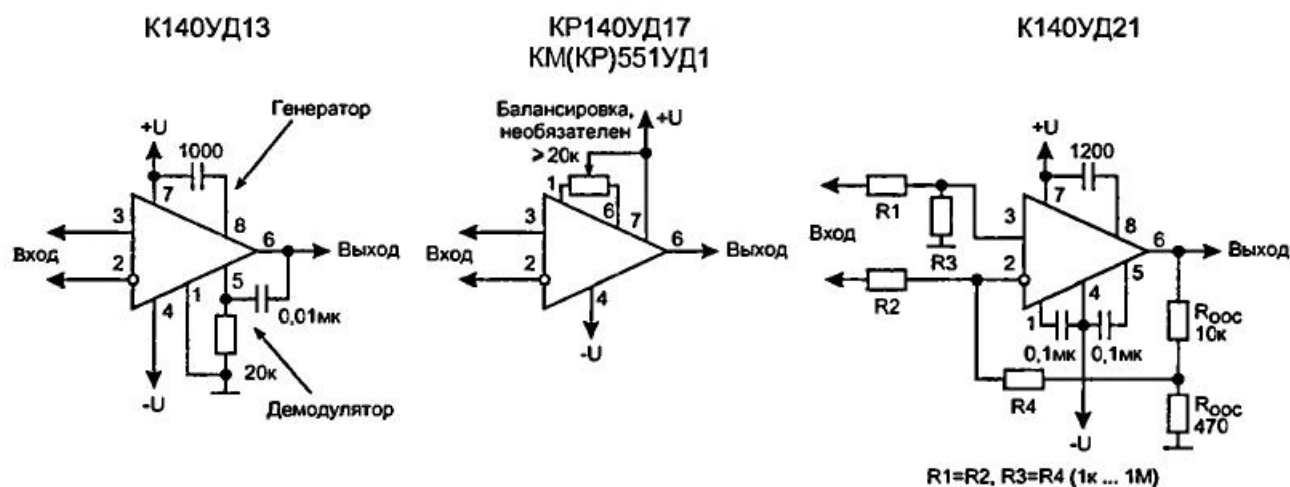 К140УД13
Генератор
+U
1000
7
8
3
6
Выход
Вход
2
5
1
4
0,01мк
20к
-U
Демодулятор
КР140УД17
КМ(КР)551УД1
Балансировка,
необязателен
+U
≥20к
1
6
7
3
6
Выход
Вход
2
4
-U
К140УД21
+U
1200
7
8
R1
3
6
Выход
Вход
R3
2
5
R2
4
1
0,1мк
0,1мк
Rоос
10к
R4
Rоос
470
-U
R1=R2, R3=R4 (1к ... 1М)